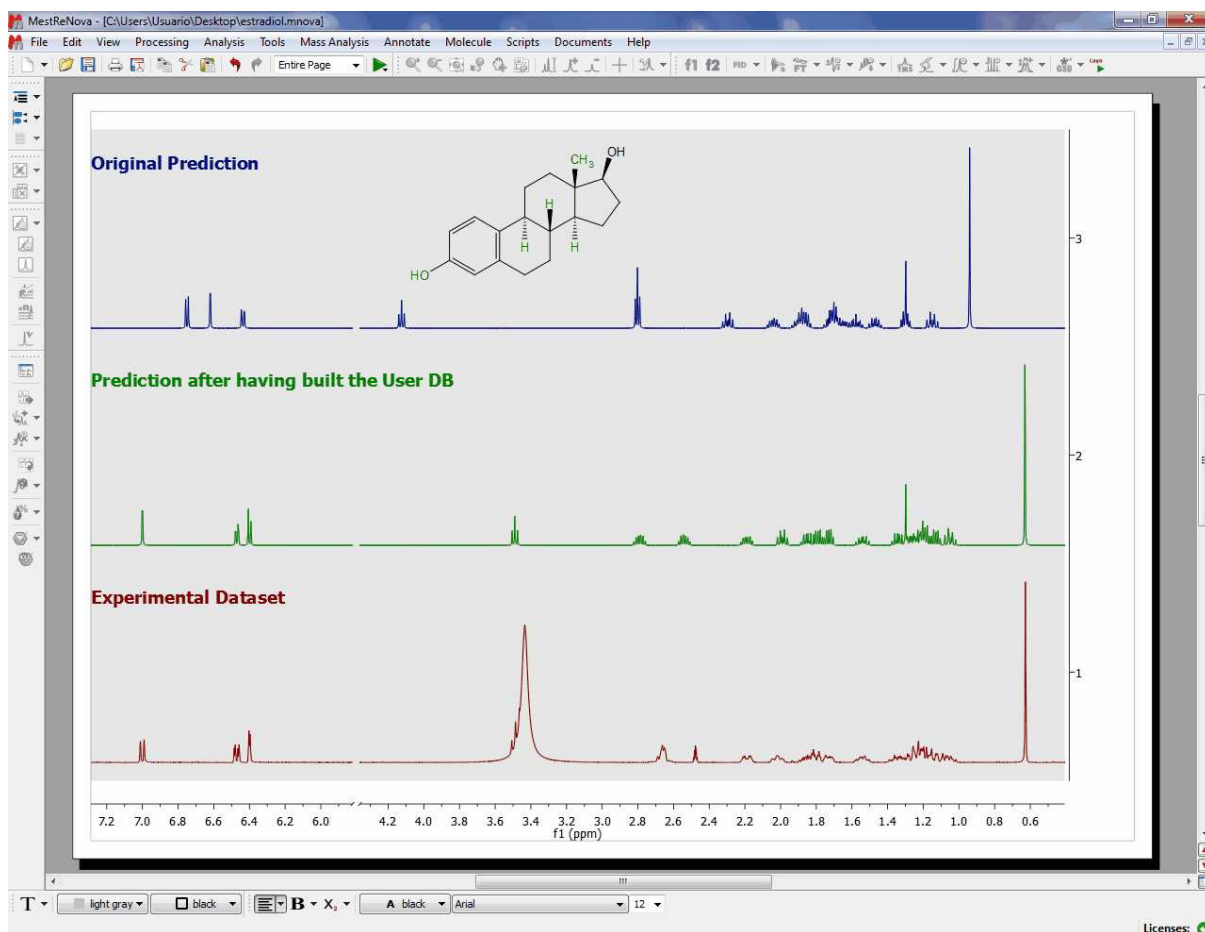 MestReNova - [C:\Users\Usuario\Desktop\estradiol.mnova]
File Edit View Processing Analysis Tools Mass Analysis Annotate Molecule Scripts Documents Help
Entire Page f1 f2
Original Prediction
OH
CH3
H
H H
HO
3
Prediction after having built the User DB
2
Experimental Dataset
1
7.2 7.0 6.8 6.6 6.4 6.2 6.0 4.2 4.0 3.8 3.6 3.4 3.2 3.0 2.8 2.6 2.4 2.2 2.0 1.8 1.6 1.4 1.2 1.0 0.8 0.6
f1 (ppm)
T light gray black B X A black Arial 12
Licenses: